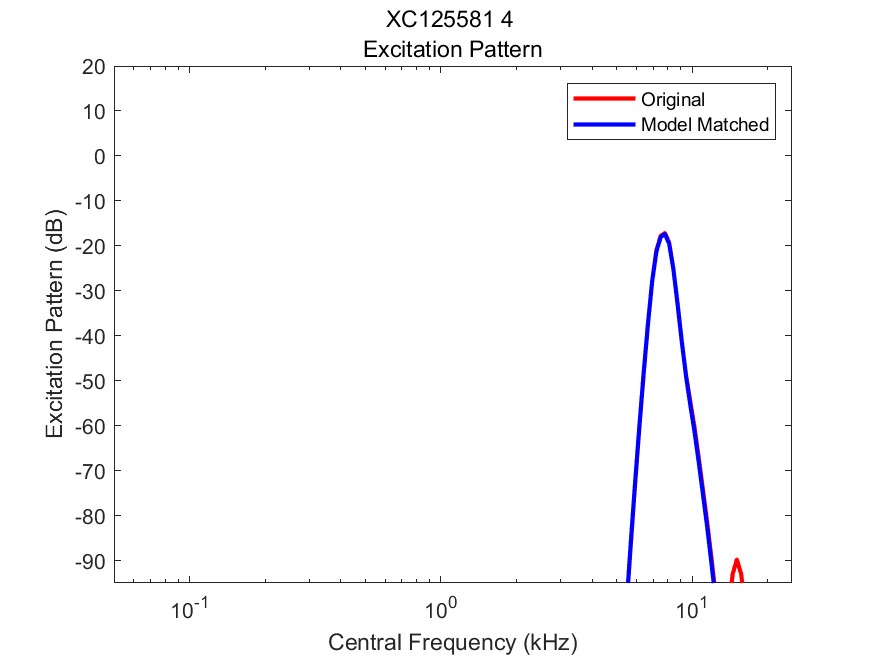 XC125581 4
Excitation Pattern
20
10
0
-10
-20
-30
-40
-50
-60
-70
-80
-90
Excitation Pattern (dB)
Original
Model Matched
10^-1
10^0
10^1
Central Frequency (kHz)